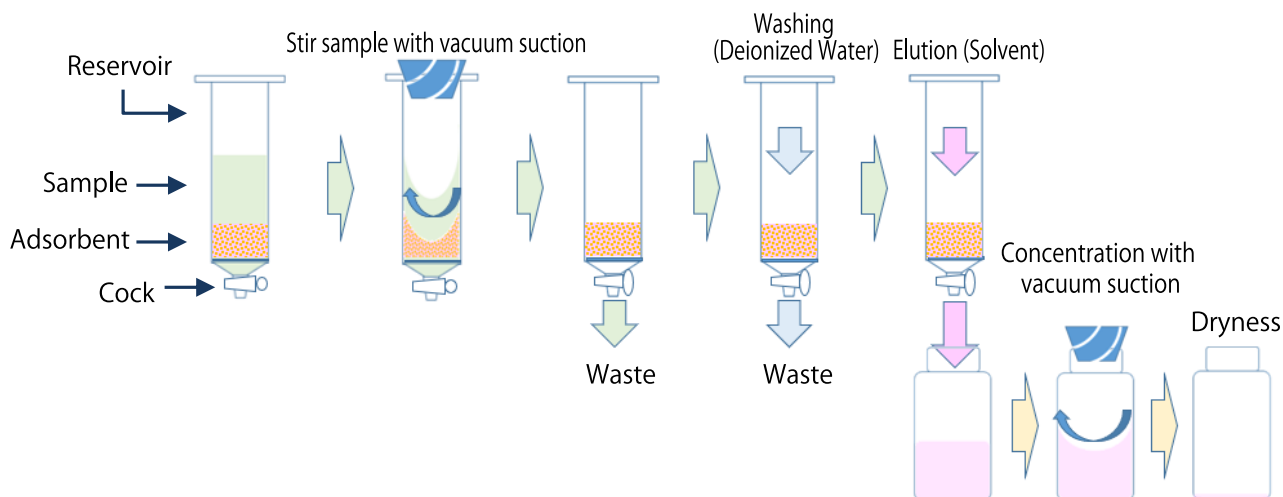 Reservoir
Sample
Adsorbent
Cock
Stir sample with vacuum suction
Waste
Washing
(Deionized Water)
Waste
Elution (Solvent)
Concentration with
vacuum suction
Dryness